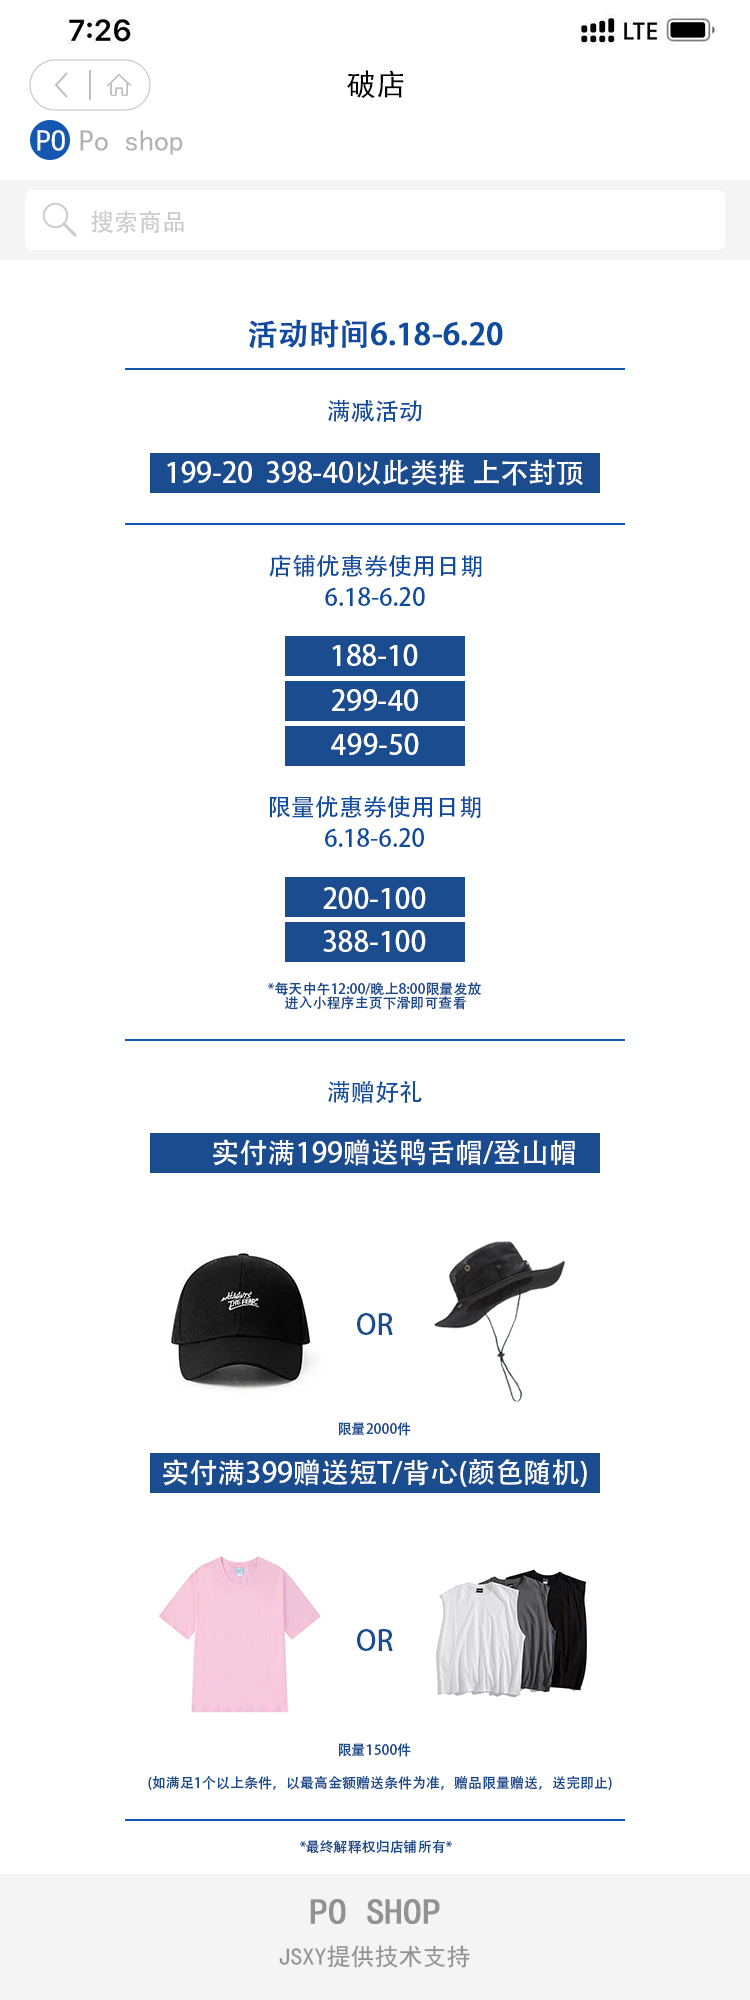 7:26
LTE
破店
PO Po shop
搜索商品
活动时间6.18-6.20
满减活动
199-20 398-40以此类推 上不封顶
店铺优惠券使用日期
6.18-6.20
188-10
299-40
499-50
限量优惠券使用日期
6.18-6.20
200-100
388-100
*每天中午12:00/晚上8:00限量发放
进入小程序主页下滑即可查看
满赠好礼
实付满199赠送鸭舌帽/登山帽
OR
限量2000件
实付满399赠送短T/背心(颜色随机)
OR
限量1500件
(如满足1个以上条件，以最高金额赠送条件为准，赠品限量赠送，送完即止)
*最终解释权归店铺所有*
PO SHOP
JSXY提供技术支持